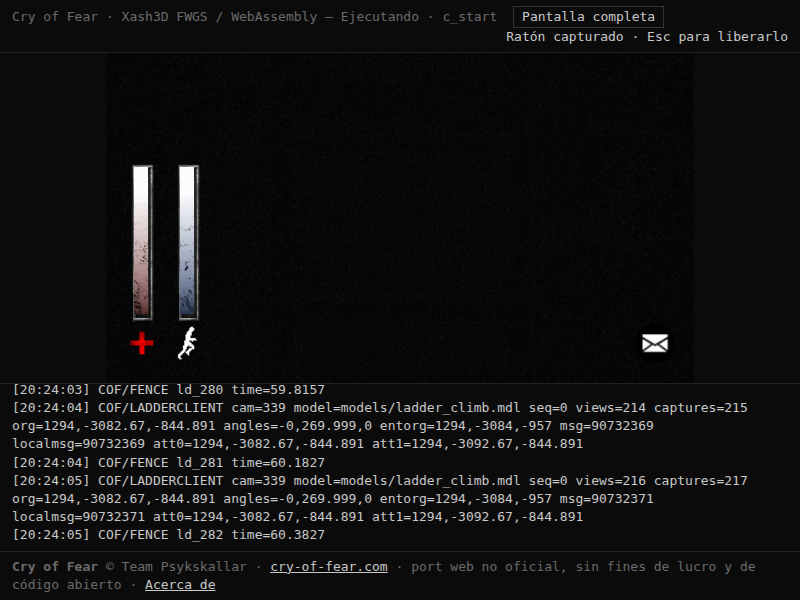 Cry of Fear · Xash3D FWGS / WebAssembly — Ejecutando · c_start Pantalla completa
Ratón capturado · Esc para liberarlo
[20:24:03] COF/FENCE ld_280 time=59.8157
[20:24:04] COF/LADDERCLIENT cam=339 model=models/ladder_climb.mdl seq=0 views=214 captures=215
org=1294,-3082.67,-844.891 angles=-0,269.999,0 entorg=1294,-3084,-957 msg=90732369
localmsg=90732369 att0=1294,-3082.67,-844.891 att1=1294,-3092.67,-844.891
[20:24:04] COF/FENCE ld_281 time=60.1827
[20:24:05] COF/LADDERCLIENT cam=339 model=models/ladder_climb.mdl seq=0 views=216 captures=217
org=1294,-3082.67,-844.891 angles=-0,269.999,0 entorg=1294,-3084,-957 msg=90732371
localmsg=90732371 att0=1294,-3082.67,-844.891 att1=1294,-3092.67,-844.891
[20:24:05] COF/FENCE ld_282 time=60.3827
Cry of Fear © Team Psykskallar · cry-of-fear.com · port web no oficial, sin fines de lucro y de
código abierto · Acerca de